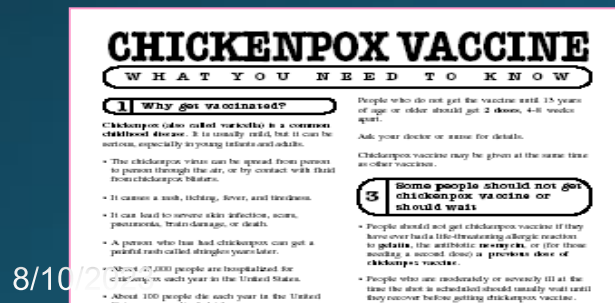 CHICKENPOX VACCINE
WHAT YOU NEED TO KNOW
1 Why get vaccinated?
Chickenpox (also called varicella) is a common
childhood disease. It is usually mild, but it can be
serious, especially in young infants and adults.
• The chickenpox virus can be spread from person
to person through the air, or by contact with fluid
from chickenpox blisters.
• It causes a rash, itching, fever, and tiredness.
• It can lead to severe skin infection, scars,
pneumonia, brain damage, or death.
• A person who has had chickenpox can get a
painful rash called shingles years later.
• About people are hospitalized for
chickenpox each year in the United States.
• About 100 people die each year in the United
People who do not get the vaccine until 13 years
of age or older should get 2 doses, 4-8 weeks
apart.
Ask your doctor or nurse for details.
Chickenpox vaccine may be given at the same time
as other vaccines.
3 Some people should not get
chickenpox vaccine or
should wait
• People should not get chickenpox vaccine if they
have ever had a life-threatening allergic reaction
to gelatin, the antibiotic neomycin, or (for those
needing a second dose) a previous dose of
chickenpox vaccine.
• People who are moderately or severely ill at the
time the shot is scheduled should usually wait until
they recover before getting chickenpox vaccine.
8/10/